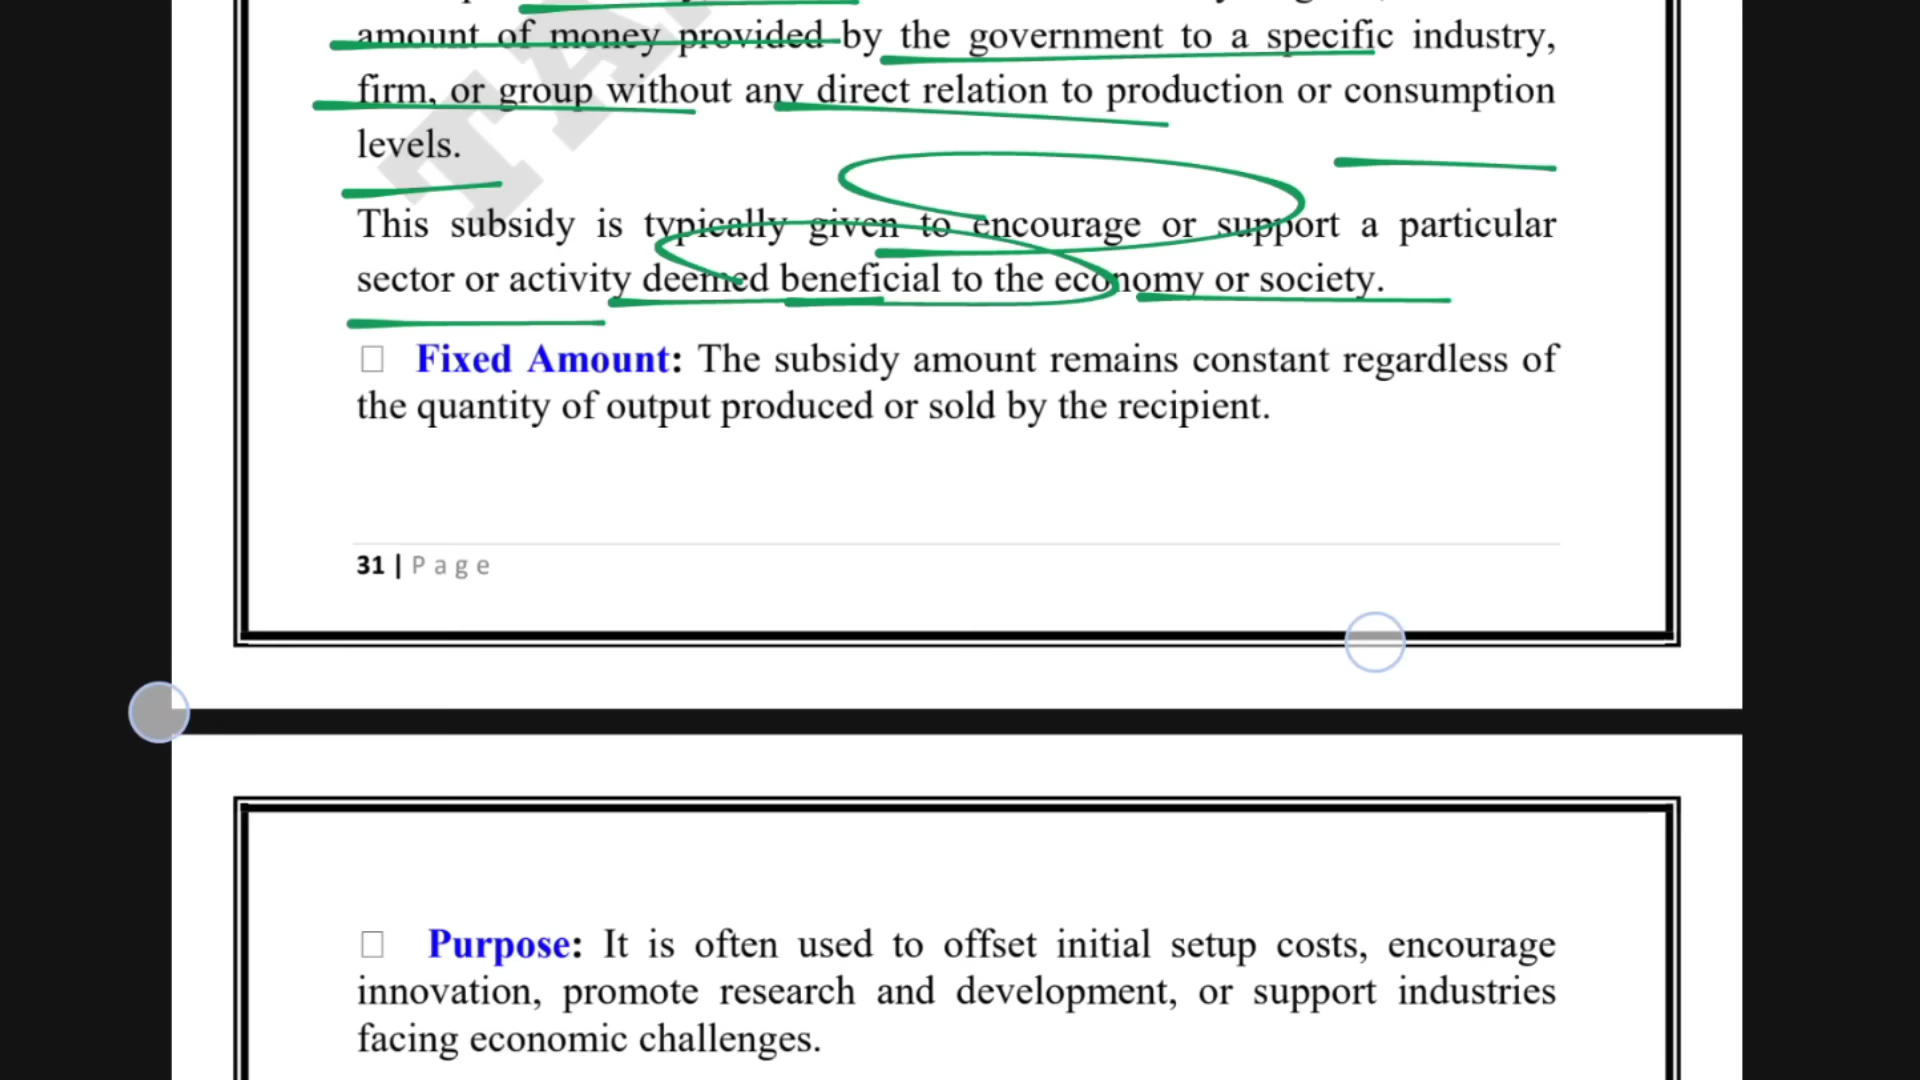 amount of money provided by the government to a specific industry,
firm, or group without any direct relation to production or consumption
levels.
This subsidy is typically given to encourage or support a particular
sector or activity deemed beneficial to the economy or society.
Fixed Amount: The subsidy amount remains constant regardless of
the quantity of output produced or sold by the recipient.
31 | Page
Purpose: It is often used to offset initial setup costs, encourage
innovation, promote research and development, or support industries
facing economic challenges.